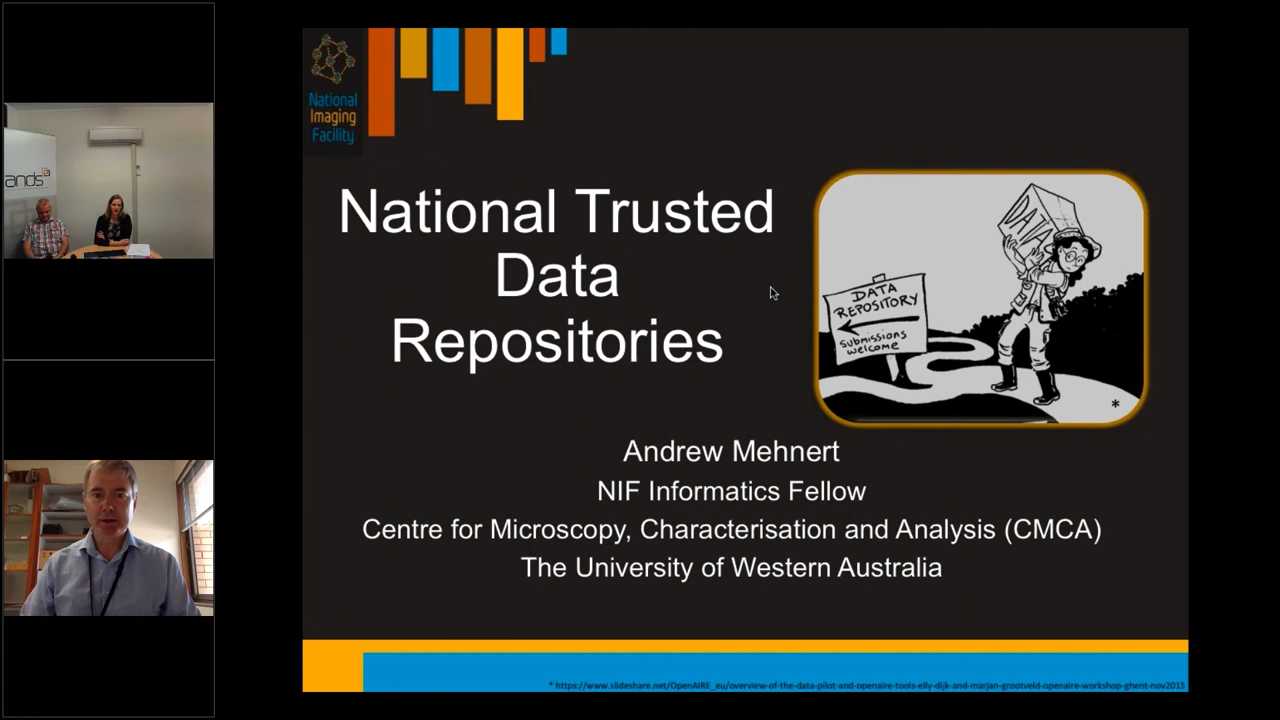 National
Imaging
Facility
ands
National Trusted
Data
Repositories
DATA
DATA
REPOSITORY
Submissions
welcome
*
Andrew Mehnert
NIF Informatics Fellow
Centre for Microscopy, Characterisation and Analysis (CMCA)
The University of Western Australia
* https://www.slideshare.net/OpenAIRE_eu/overview-of-the-data-pilot-and-openaire-tools-elly-dijk-and-marjan-grootveld-openaire-workshop-ghent-nov2015